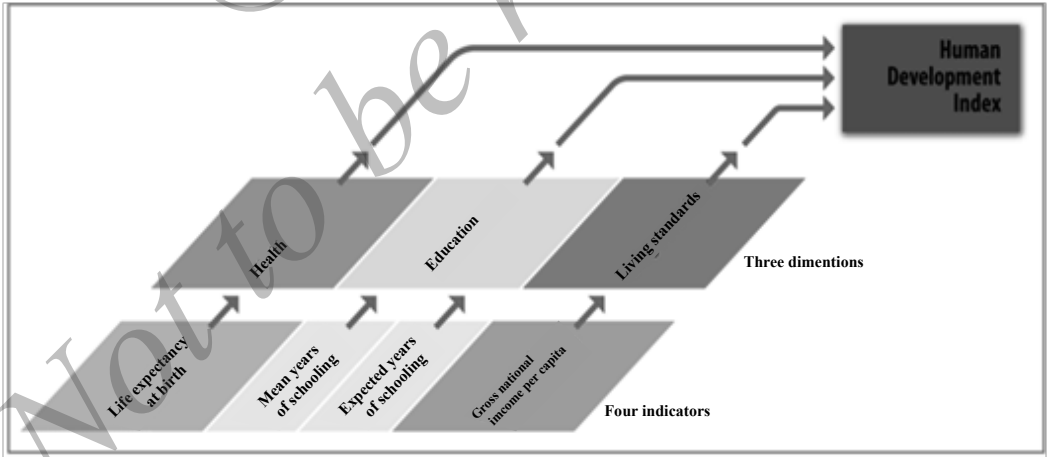 Human
Development
Index
Health
Education
Living standards
Three dimentions
Life expectancy
at birth
Mean years
of schooling
Expected years
of schooling
Gross national
imcome per capita
Four indicators
Not to be r